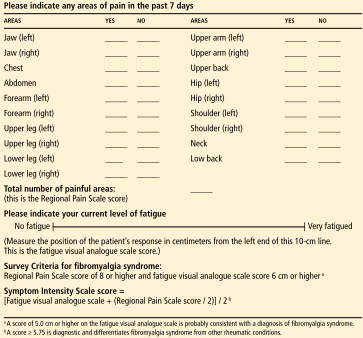 Please indicate any areas of pain in the past 7 days
AREAS YES NO AREAS YES NO
Jaw (left) Upper arm (left)
Jaw (right) Upper arm (right)
Chest Upper back
Abdomen Hip (left)
Forearm (left) Hip (right)
Forearm (right) Shoulder (left)
Upper leg (left) Shoulder (right)
Upper leg (right) Neck
Lower leg (left) Low back
Lower leg (right)
Total number of painful areas:
(this is the Regional Pain Scale score)
Please indicate your current level of fatigue
No fatigue Very fatigued
(Measure the position of the patient's response in centimeters from the left end of this 10-cm line.
This is the fatigue visual analogue scale score.)
Survey Criteria for fibromyalgia syndrome:
Regional Pain Scale score of 8 or higher and fatigue visual analogue scale score 6 cm or higher a
Symptom Intensity Scale score =
[Fatigue visual analogue scale + (Regional Pain Scale score / 2)] / 2 b
a A score of 5.0 cm or higher on the fatigue visual analogue scale is probably consistent with a diagnosis of fibromyalgia syndrome.
b A score ≥ 5.75 is diagnostic and differentiates fibromyalgia syndrome from other rheumatic conditions.